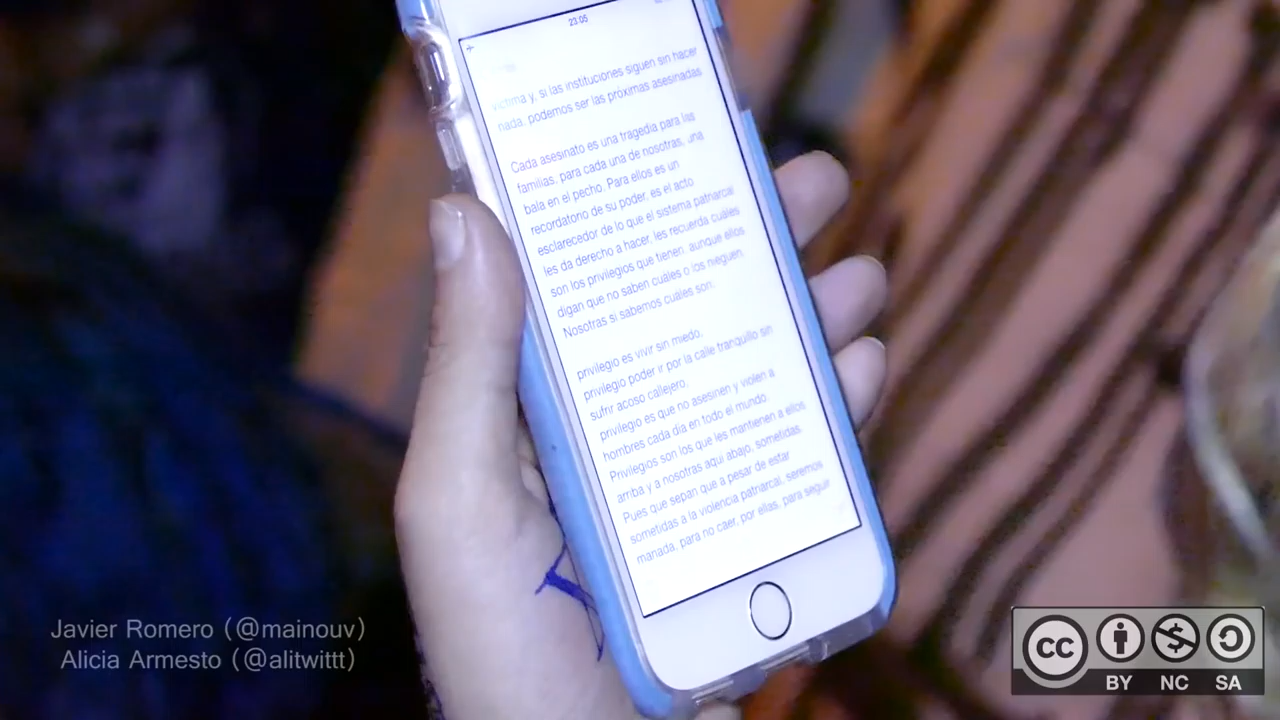 23:05
víctima y, si las instituciones siguen sin hacer
nada, podemos ser las próximas asesinadas
Cada asesinato es una tragedia para las
familias, para cada una de nosotras, una
bala en el pecho. Para ellos es un
recordatorio de su poder, es el acto
esclarecedor de lo que el sistema patriarcal
les da derecho a hacer, les recuerda cuáles
son los privilegios que tienen, aunque ellos
digan que no saben cuáles o los nieguen.
Nosotras si sabemos cuáles son.
privilegio es vivir sin miedo,
privilegio poder ir por la calle tranquilo sin
sufrir acoso callejero,
privilegio es que no asesinen y violen a
hombres cada día en todo el mundo.
Privilegios son los que les mantienen a ellos
arriba y a nosotras aqui abajo, sometidas.
Pues que sepan que a pesar de estar
sometidas a la violencia patriarcal, seremos
manada, para no caer, por ellas, para seguir
Javier Romero (@mainouv)
Alicia Armesto (@alitwittt)
CC
BY NC SA